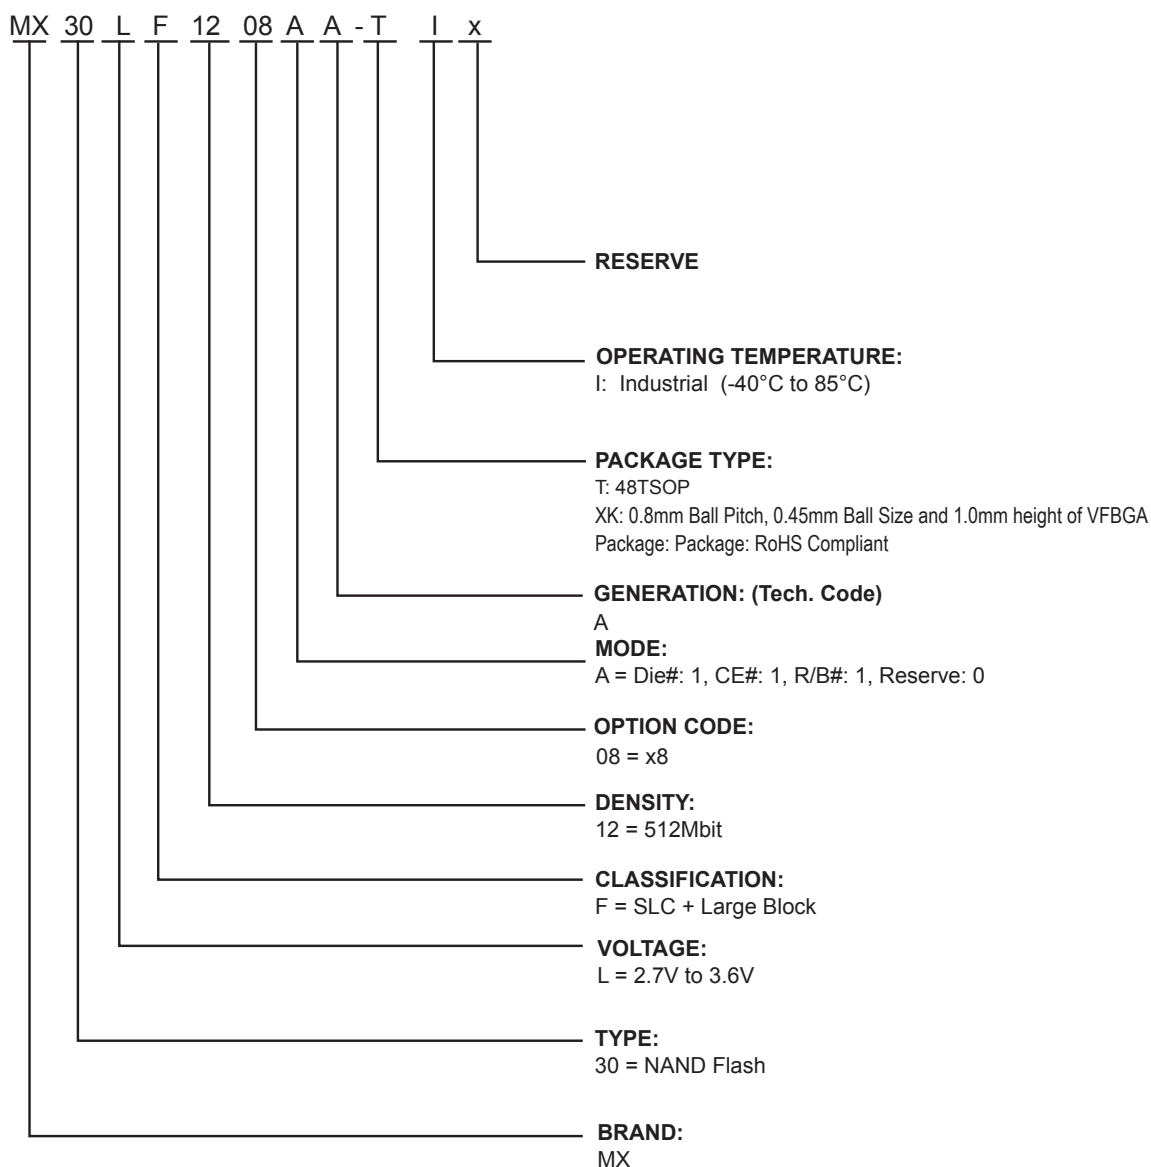 MX 30 L F 12 08 A A - T I x
RESERVE
OPERATING TEMPERATURE:
I: Industrial (-40°C to 85°C)
PACKAGE TYPE:
T: 48TSOP
XK: 0.8mm Ball Pitch, 0.45mm Ball Size and 1.0mm height of VFBGA
Package: Package: RoHS Compliant
GENERATION: (Tech. Code)
A
MODE:
A = Die#: 1, CE#: 1, R/B#: 1, Reserve: 0
OPTION CODE:
08 = x8
DENSITY:
12 = 512Mbit
CLASSIFICATION:
F = SLC + Large Block
VOLTAGE:
L = 2.7V to 3.6V
TYPE:
30 = NAND Flash
BRAND:
MX